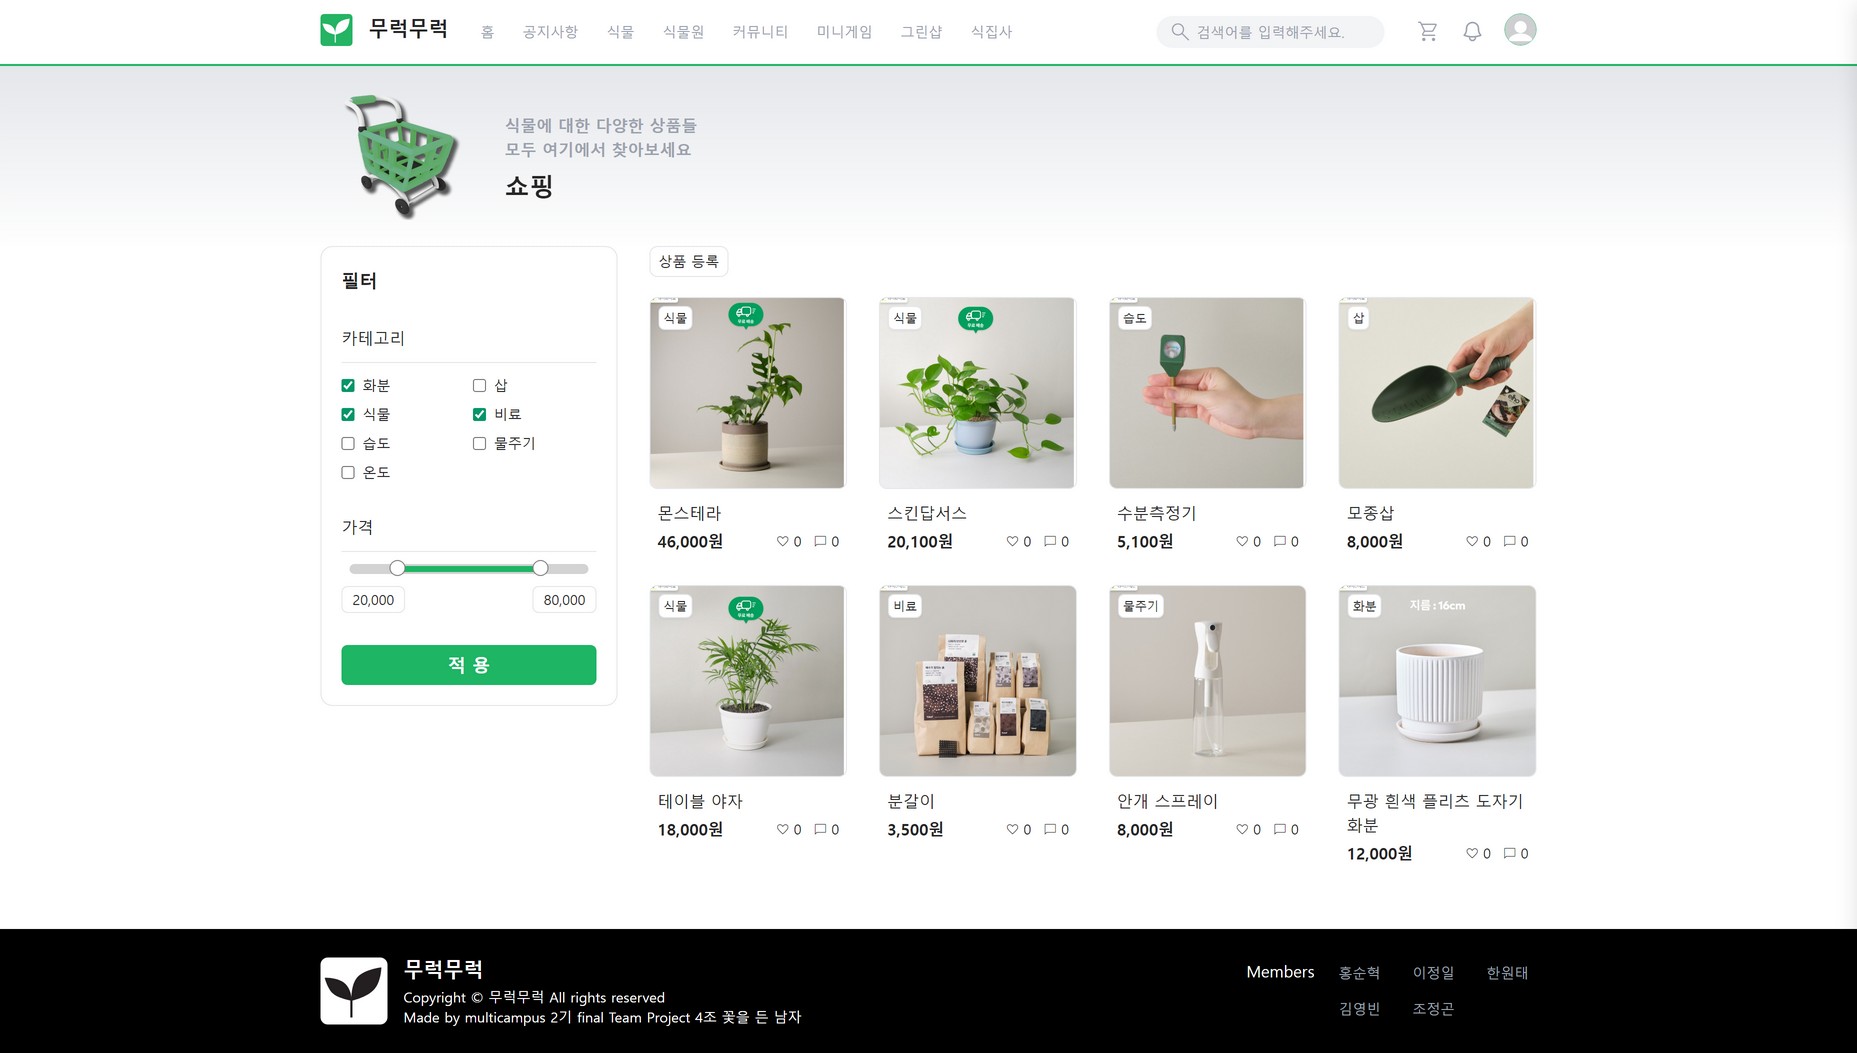 무럭무럭
홈 공지사항 식물 식물원 커뮤니티 미니게임 그린샵 식집사
검색어를 입력해주세요.
식물에 대한 다양한 상품들
모두 여기에서 찾아보세요
쇼핑
필터
카테고리
화분 삽
식물 비료
습도 물주기
온도
가격
20,000 80,000
적 용
상품 등록
식물
무료 배송
몬스테라
46,000원 0 0
식물
무료 배송
스킨답서스
20,100원 0 0
습도
수분측정기
5,100원 0 0
삽
모종삽
8,000원 0 0
식물
무료 배송
테이블 야자
18,000원 0 0
비료
분갈이
3,500원 0 0
물주기
안개 스프레이
8,000원 0 0
화분
지름 : 16cm
무광 흰색 플리츠 도자기
화분
12,000원 0 0
무럭무럭
Copyright © 무럭무럭 All rights reserved
Made by multicampus 2기 final Team Project 4조 꽃을 든 남자
Members 홍순혁 이정일 한원태
김영빈 조정곤